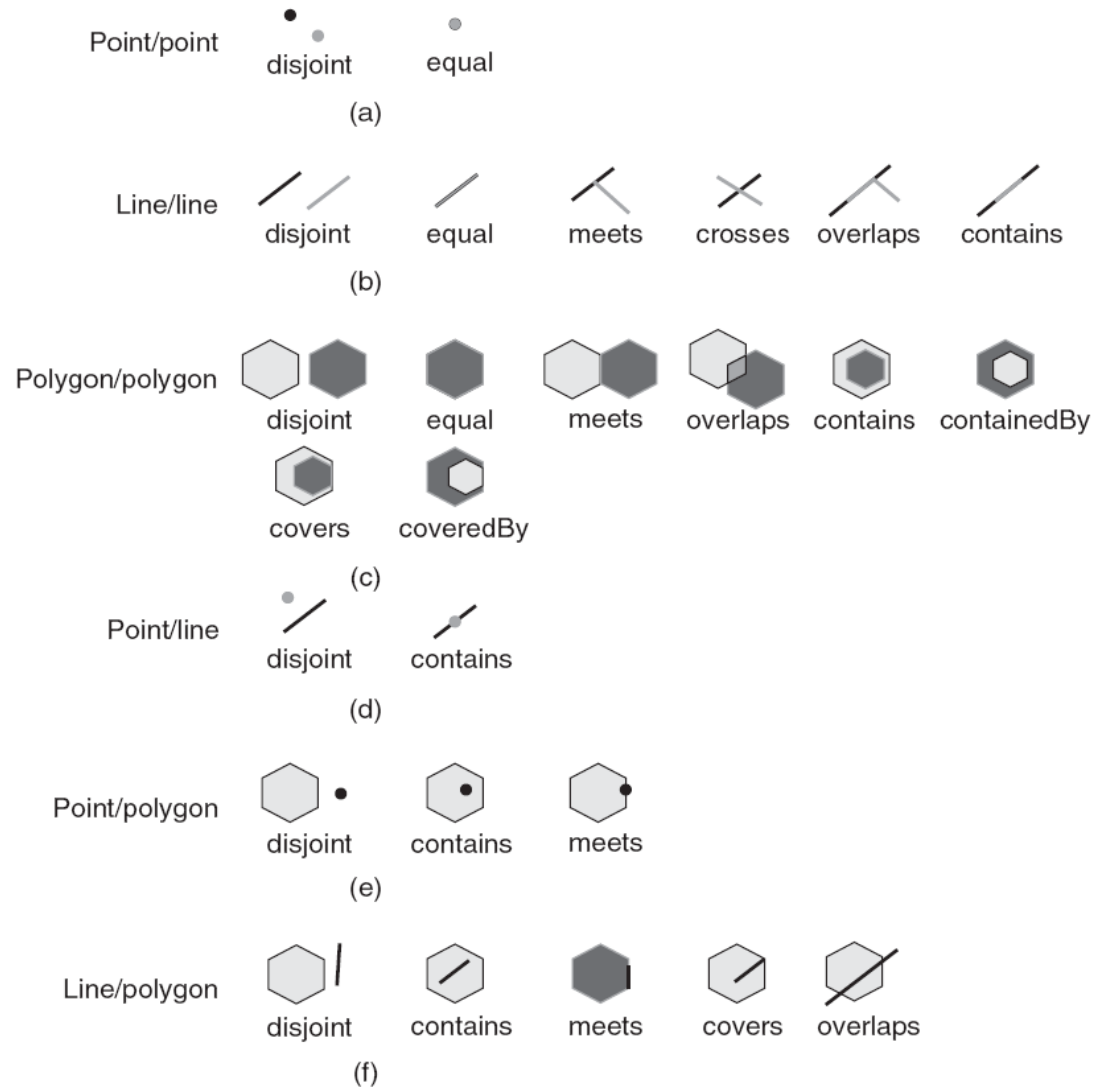 Point/point
disjoint equal
(a)
Line/line
disjoint equal meets crosses overlaps contains
(b)
Polygon/polygon
disjoint equal meets overlaps contains containedBy
covers coveredBy
(c)
Point/line
disjoint contains
(d)
Point/polygon
disjoint contains meets
(e)
Line/polygon
disjoint contains meets covers overlaps
(f)